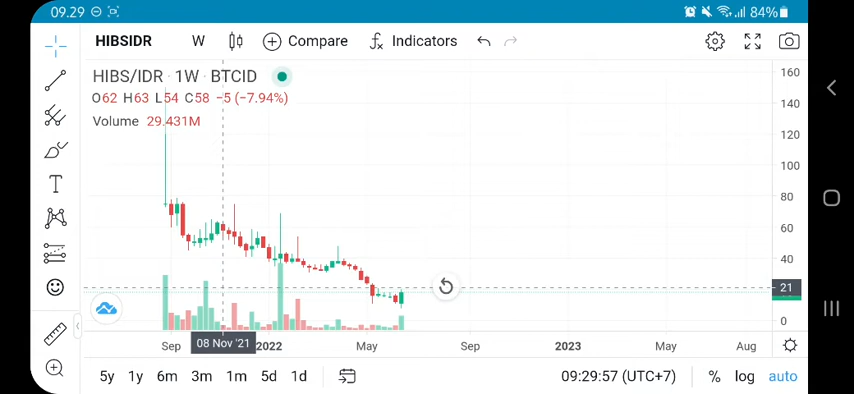 09.29 84%
HIBSIDR W Compare Indicators
HIBS/IDR · 1W · BTCID
O62 H63 L54 C58 −5 (−7.94%)
Volume 29.431M
160
140
120
100
80
60
40
21
0
Sep 08 Nov '21 2022 May Sep 2023 May Aug
5y 1y 6m 3m 1m 5d 1d 09:29:57 (UTC+7) % log auto